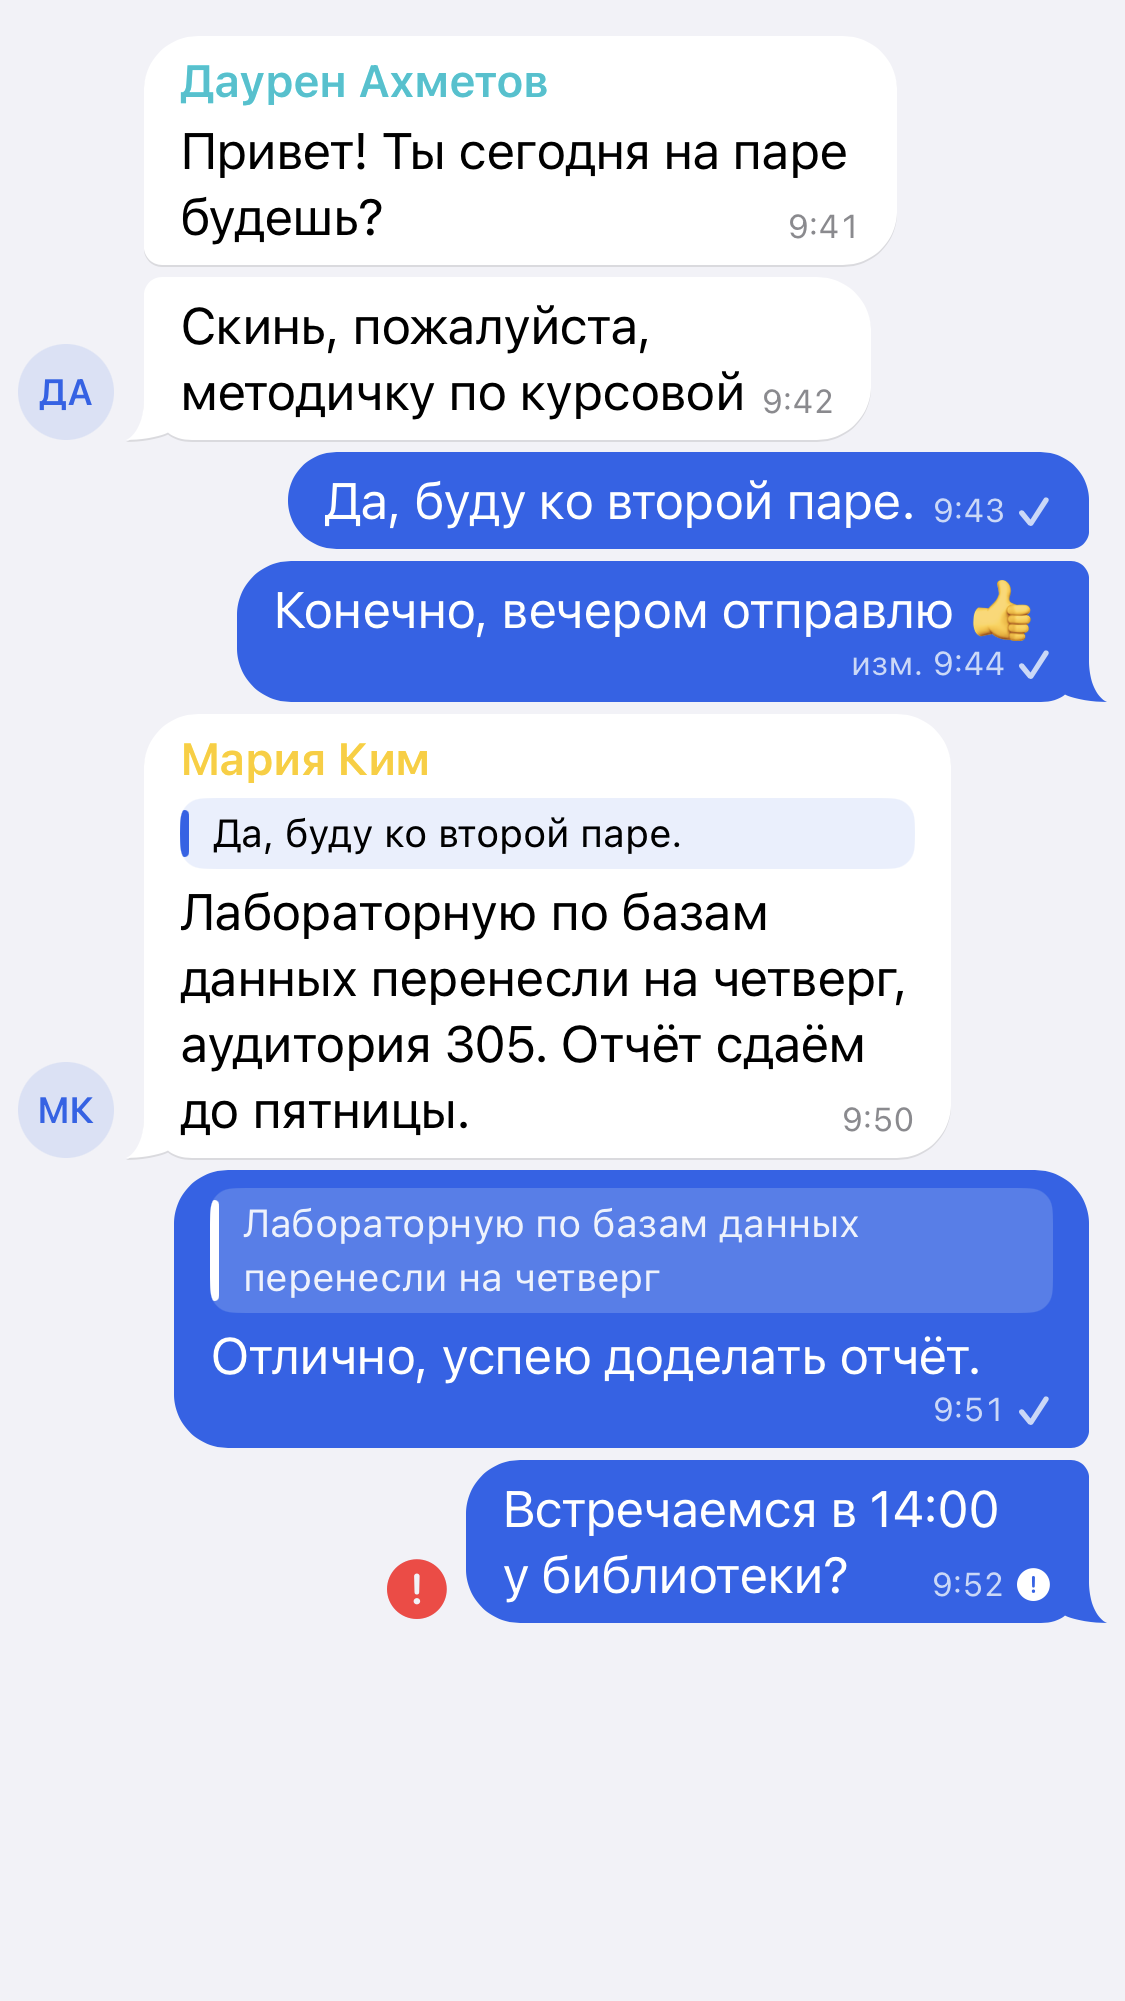 Даурен Ахметов
Привет! Ты сегодня на паре
будешь? 9:41
Скинь, пожалуйста,
методичку по курсовой 9:42
ДА
Да, буду ко второй паре. 9:43
Конечно, вечером отправлю 👍
изм. 9:44
Мария Ким
Да, буду ко второй паре.
Лабораторную по базам
данных перенесли на четверг,
аудитория 305. Отчёт сдаём
до пятницы. 9:50
МК
Лабораторную по базам данных
перенесли на четверг
Отлично, успею доделать отчёт.
9:51
Встречаемся в 14:00
у библиотеки? 9:52